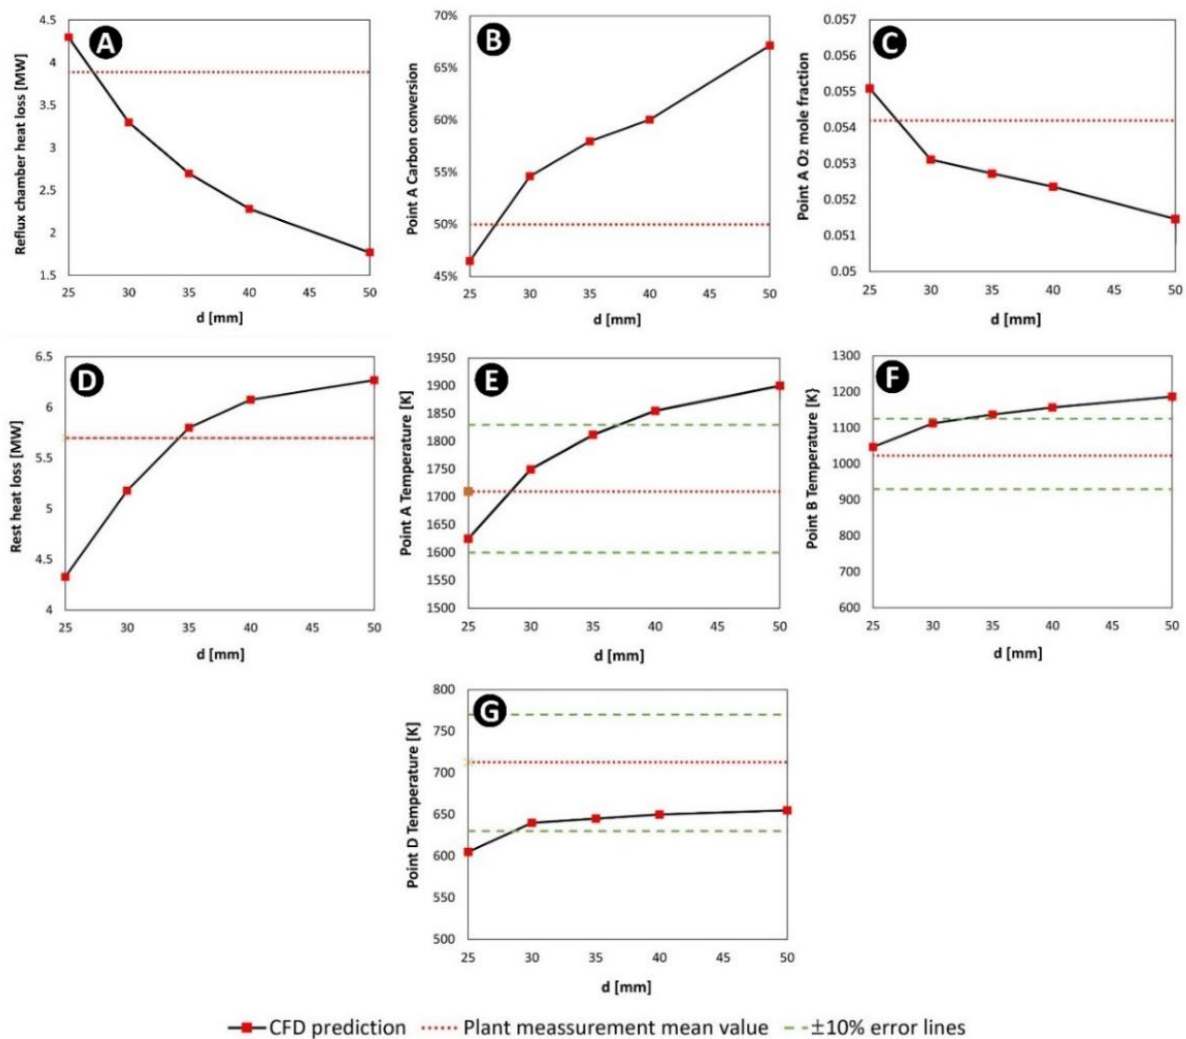 A
Reflux chamber heat loss [MW]
4.5
4
3.5
3
2.5
2
1.5
25 30 35 40 45 50
d [mm]
B
Point A Carbon conversion
70%
65%
60%
55%
50%
45%
25 30 35 40 45 50
d [mm]
C
Point A O2 mole fraction
0.057
0.056
0.055
0.054
0.053
0.052
0.051
0.05
25 30 35 40 45 50
d [mm]
D
Rest heat loss [MW]
6.5
6
5.5
5
4.5
4
25 30 35 40 45 50
d [mm]
E
Point A Temperature [K]
1950
1900
1850
1800
1750
1700
1650
1600
1550
1500
25 30 35 40 45 50
d [mm]
F
Point B Temperature [K}
1300
1200
1100
1000
900
800
700
600
25 30 35 40 45 50
d [mm]
G
Point D Temperature [K]
800
750
700
650
600
550
500
25 30 35 40 45 50
d [mm]
CFD prediction Plant meassurement mean value ±10% error lines